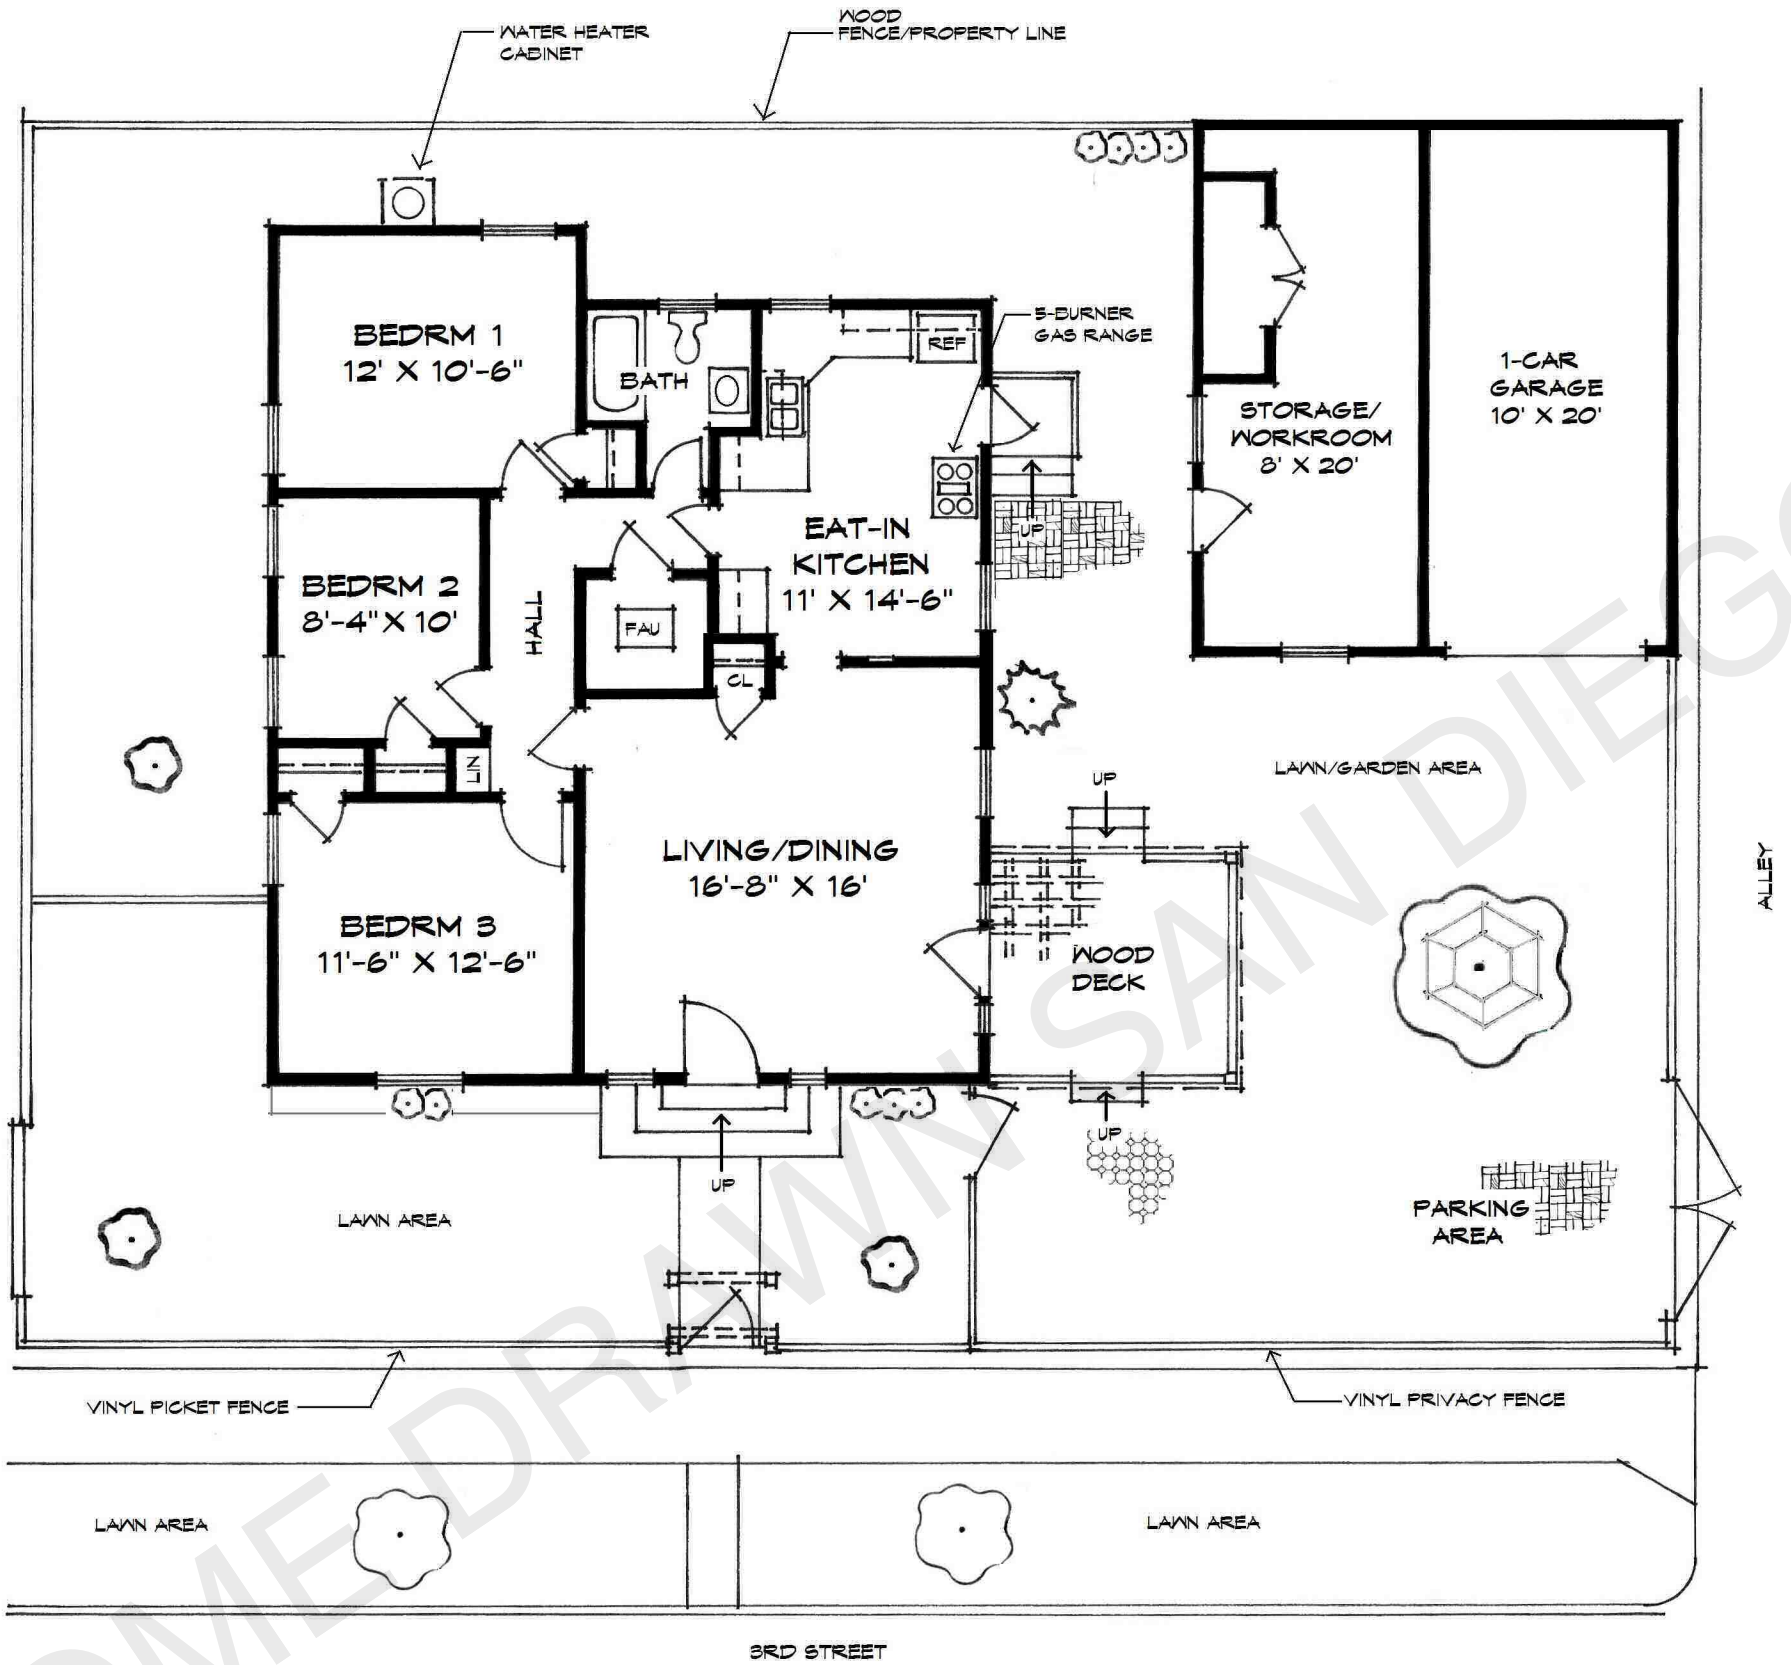 WATER HEATER
CABINET
WOOD
FENCE/PROPERTY LINE
5-BURNER
GAS RANGE
BEDRM 1
12' X 10'-6"
BATH
REF
1-CAR
GARAGE
10' X 20'
STORAGE/
WORKROOM
8' X 20'
EAT-IN
KITCHEN
11' X 14'-6"
UP
BEDRM 2
8'-4" X 10'
HALL
FAU
CL
LIN
LAWN/GARDEN AREA
UP
LIVING/DINING
16'-8" X 16'
ALLEY
BEDRM 3
11'-6" X 12'-6"
WOOD
DECK
UP
UP
LAWN AREA
PARKING
AREA
VINYL PICKET FENCE
VINYL PRIVACY FENCE
LAWN AREA
LAWN AREA
3RD STREET
OME DRAWN SAN DIEGO